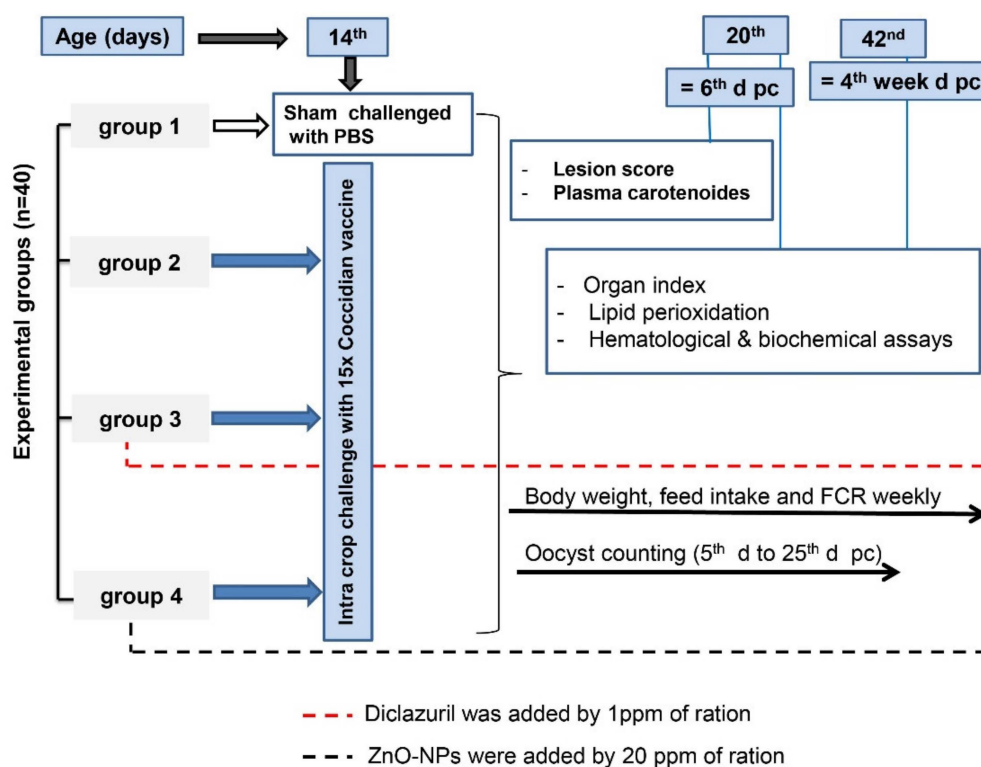 Age (days)
14th
20th
42nd
= 6th d pc
= 4th week d pc
Experimental groups (n=40)
group 1
Sham challenged
with PBS
group 2
group 3
group 4
Intra crop challenge with 15x Coccidian vaccine
- Lesion score
- Plasma carotenoides
- Organ index
- Lipid perioxidation
- Hematological & biochemical assays
Body weight, feed intake and FCR weekly
Oocyst counting (5th d to 25th d pc)
Diclazuril was added by 1ppm of ration
ZnO-NPs were added by 20 ppm of ration